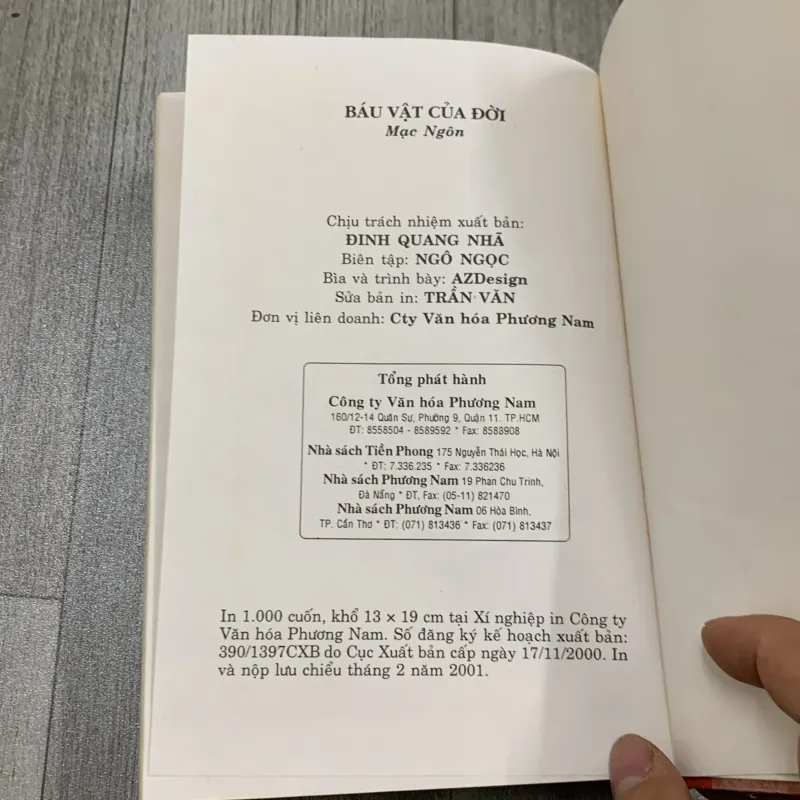 BÁU VẬT CỦA ĐỜI
Mạc Ngôn
Chịu trách nhiệm xuất bản:
ĐINH QUANG NHÃ
Biên tập: NGÔ NGỌC
Bìa và trình bày: AZDesign
Sửa bản in: TRẦN VĂN
Đơn vị liên doanh: Cty Văn hóa Phương Nam
Tổng phát hành
Công ty Văn hóa Phương Nam
160/12-14 Quân Sự, Phường 9, Quận 11. TP.HCM
ĐT: 8558504 - 8589592 * Fax: 8588908
Nhà sách Tiền Phong 175 Nguyễn Thái Học, Hà Nội
* ĐT: 7.336.235 * Fax: 7.336236
Nhà sách Phương Nam 19 Phan Chu Trinh,
Đà Nẵng * ĐT, Fax: (05-11) 821470
Nhà sách Phương Nam 06 Hòa Bình,
TP. Cần Thơ * ĐT: (071) 813436 * Fax: (071) 813437
In 1.000 cuốn, khổ 13 × 19 cm tại Xí nghiệp in Công ty
Văn hóa Phương Nam. Số đăng ký kế hoạch xuất bản:
390/1397CXB do Cục Xuất bản cấp ngày 17/11/2000. In
và nộp lưu chiểu tháng 2 năm 2001.